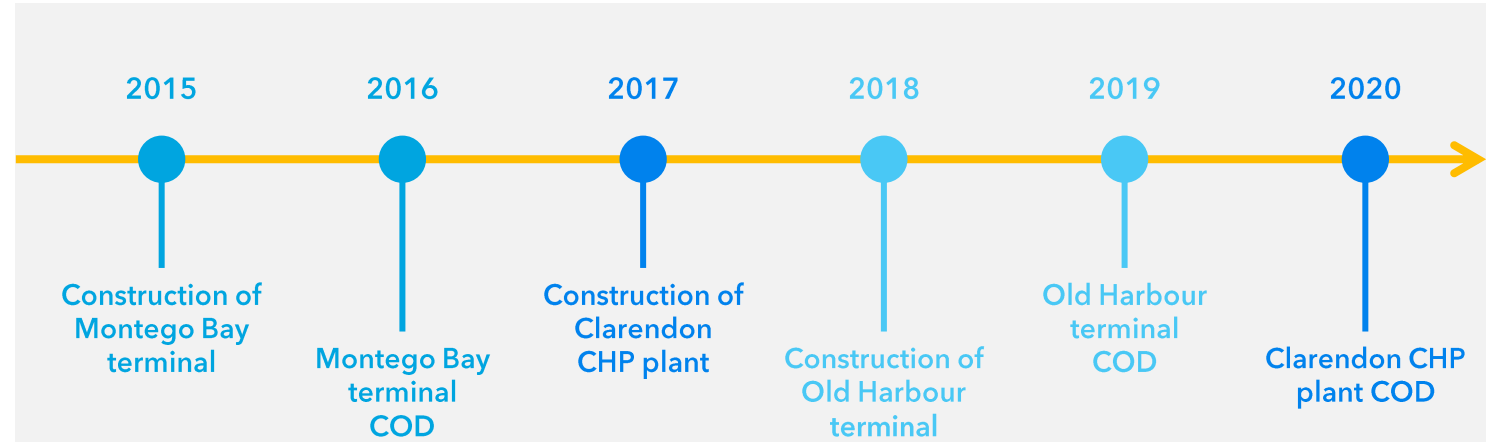 2015
2016
2017
2018
2019
2020
Construction of
Montego Bay
terminal
Montego Bay
terminal
COD
Construction of
Clarendon
CHP plant
Construction of
Old Harbour
terminal
Old Harbour
terminal
COD
Clarendon CHP
plant COD